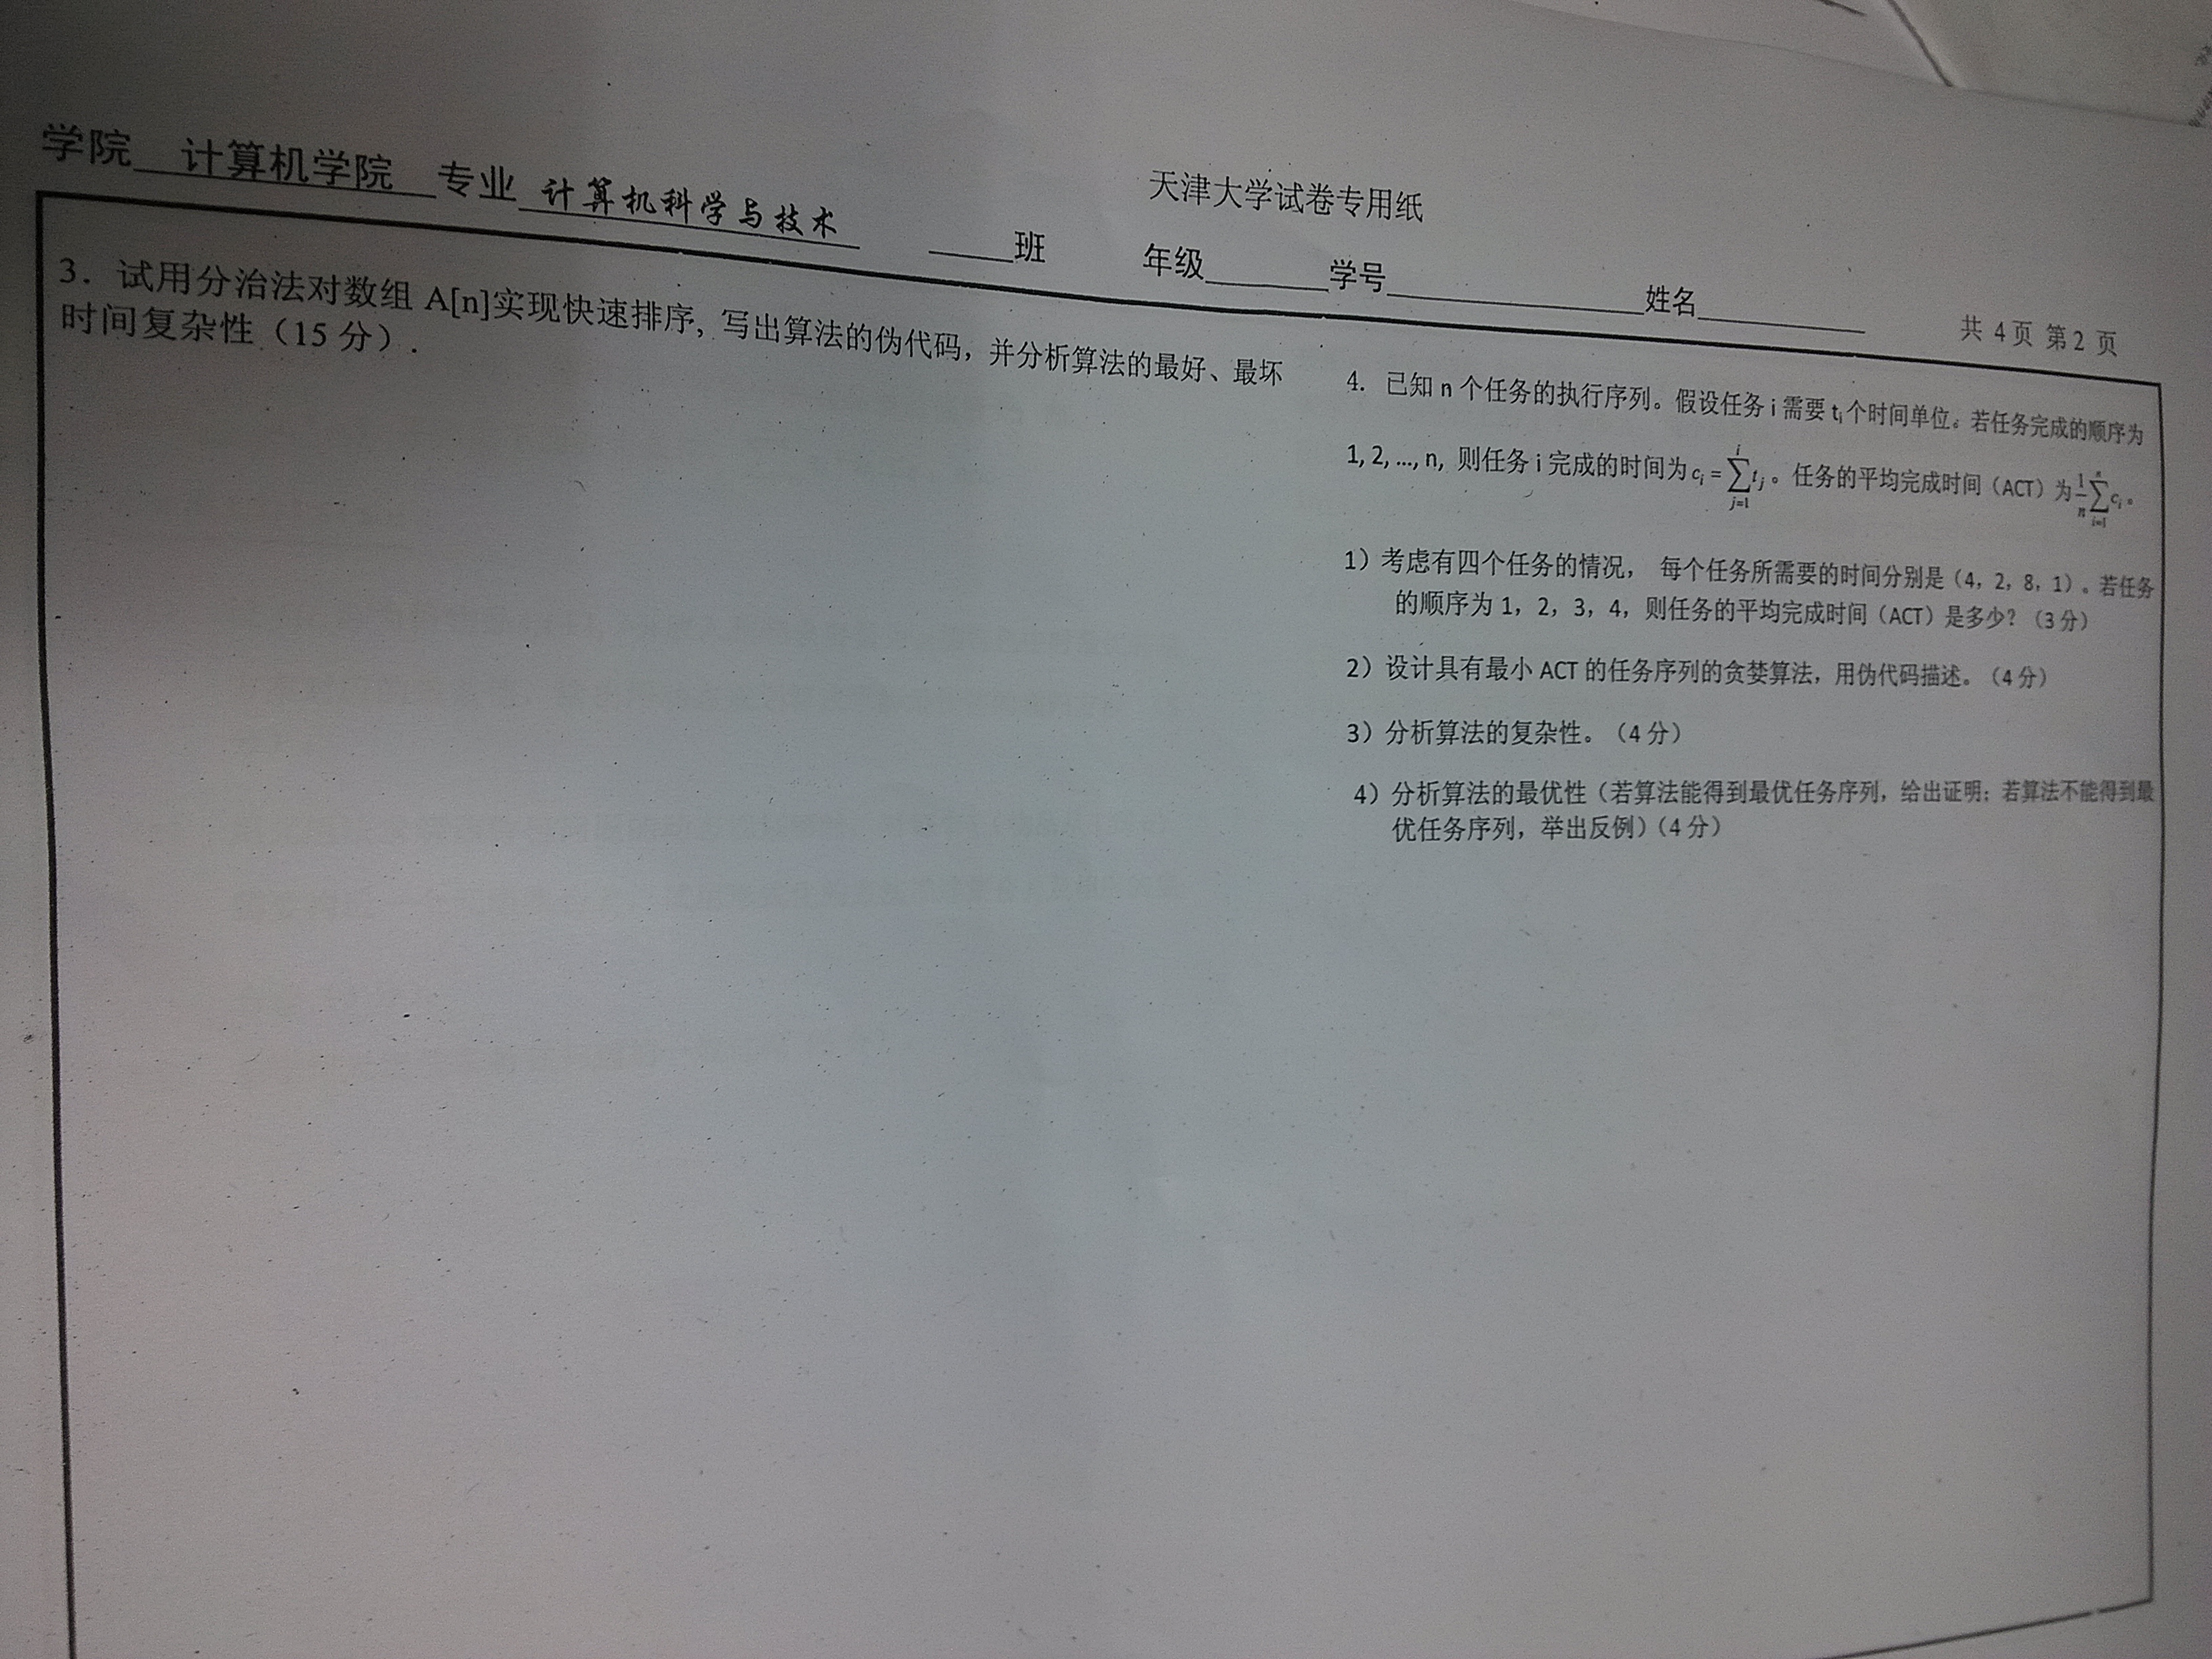 天津大学试卷专用纸
学院 计算机学院 专业 计算机科学与技术 班 年级 学号 姓名 共 4 页 第 2 页
3. 试用分治法对数组 A[n]实现快速排序, 写出算法的伪代码, 并分析算法的最好、最坏
时间复杂性（15 分）.
4. 已知 n 个任务的执行序列。假设任务 i 需要 tᵢ个时间单位。若任务完成的顺序为
1, 2, …, n, 则任务 i 完成的时间为 $c_i=\sum_{j=1}^{i}t_j$ 。任务的平均完成时间（ACT）为 $\frac{1}{n}\sum_{i=1}^{n}c_i$ 。
1）考虑有四个任务的情况， 每个任务所需要的时间分别是（4，2，8，1）。若任务
的顺序为 1，2，3，4，则任务的平均完成时间（ACT）是多少?（3 分）
2）设计具有最小 ACT 的任务序列的贪婪算法，用伪代码描述。（4 分）
3）分析算法的复杂性。（4 分）
4）分析算法的最优性（若算法能得到最优任务序列，给出证明；若算法不能得到最
优任务序列，举出反例）（4 分）